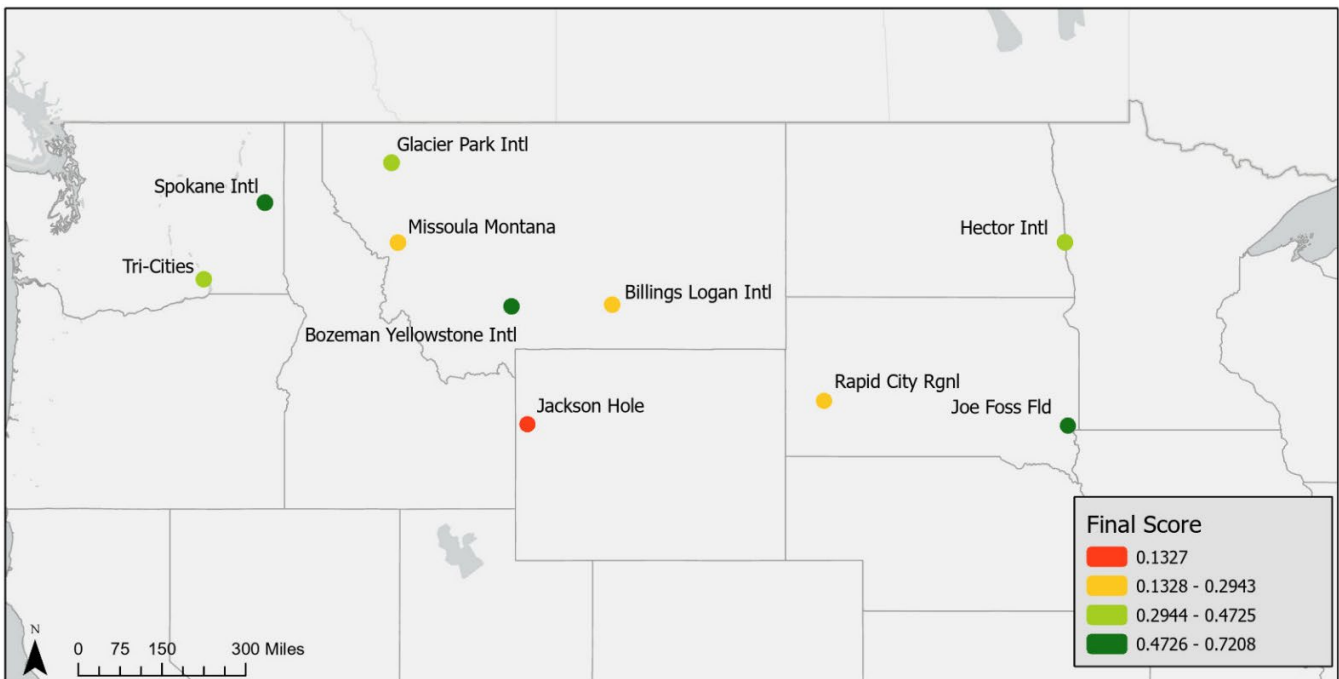 Glacier Park Intl
Spokane Intl
Missoula Montana
Hector Intl
Tri-Cities
Billings Logan Intl
Bozeman Yellowstone Intl
Rapid City Rgnl
Jackson Hole
Joe Foss Fld
Final Score
0.1327
0.1328 - 0.2943
0.2944 - 0.4725
0.4726 - 0.7208
N
0 75 150 300 Miles